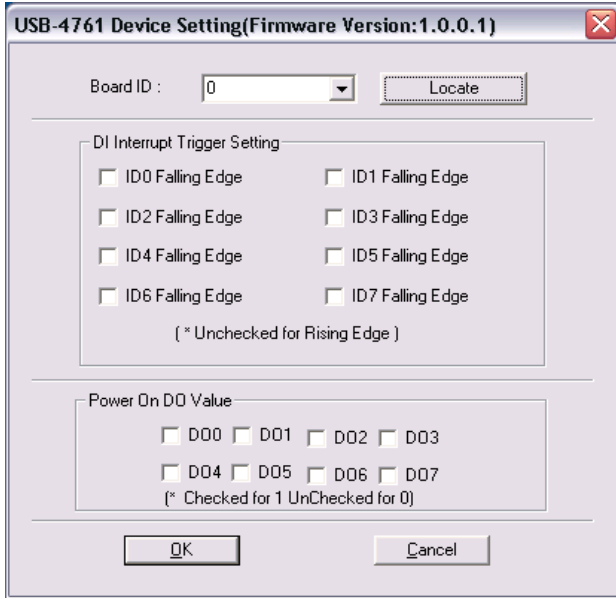 USB-4761 Device Setting(Firmware Version:1.0.0.1)
Board ID : 0 Locate
DI Interrupt Trigger Setting
ID0 Falling Edge ID1 Falling Edge
ID2 Falling Edge ID3 Falling Edge
ID4 Falling Edge ID5 Falling Edge
ID6 Falling Edge ID7 Falling Edge
( * Unchecked for Rising Edge )
Power On DO Value
DO0 DO1 DO2 DO3
DO4 DO5 DO6 DO7
(* Checked for 1 UnChecked for 0)
OK Cancel